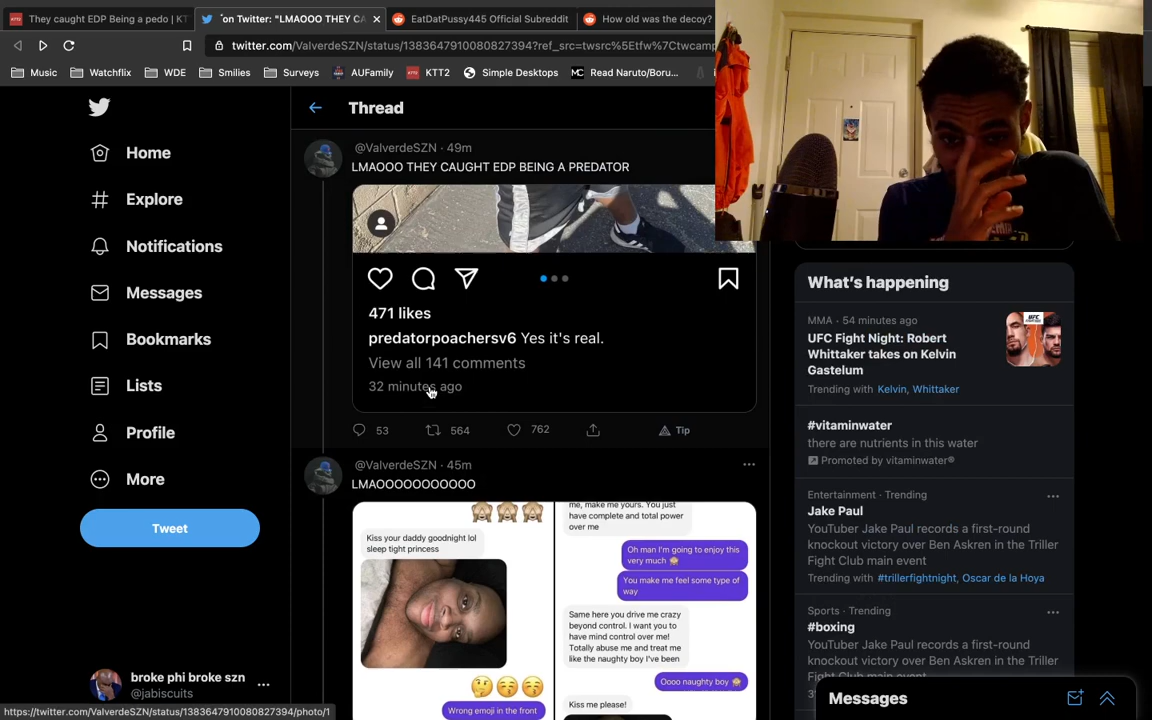 They caught EDP Being a pedo | KT
on Twitter: "LMAOOO THEY CA
EatDatPussy445 Official Subreddit
How old was the decoy?
twitter.com/ValverdeSZN/status/1383647910080827394?ref_src=twsrc%5Etfw%7Ctwcamp
Music
Watchflix
WDE
Smilies
Surveys
AUFamily
KTT2
Simple Desktops
Read Naruto/Boru...
Thread
Home
Explore
Notifications
Messages
Bookmarks
Lists
Profile
More
Tweet
broke phi broke szn
@jabiscuits
@ValverdeSZN · 49m
LMAOOO THEY CAUGHT EDP BEING A PREDATOR
471 likes
predatorpoachersv6 Yes it's real.
View all 141 comments
32 minutes ago
53
564
762
Tip
@ValverdeSZN · 45m
LMAOOOOOOOOOO
Kiss your daddy goodnight lol
sleep tight princess
Wrong emoji in the front
me, make me yours. You just
have complete and total power
over me
Oh man I'm going to enjoy this
very much
You make me feel some type of
way
Same here you drive me crazy
beyond control. I want you to
have mind control over me!
Totally abuse me and treat me
like the naughty boy I've been
Oooo naughty boy
Kiss me please!
What's happening
MMA · 54 minutes ago
UFC Fight Night: Robert
Whittaker takes on Kelvin
Gastelum
Trending with Kelvin, Whittaker
#vitaminwater
there are nutrients in this water
Promoted by vitaminwater®
Entertainment · Trending
Jake Paul
YouTuber Jake Paul records a first-round
knockout victory over Ben Askren in the Triller
Fight Club main event
Trending with #trillerfightnight, Oscar de la Hoya
Sports · Trending
#boxing
YouTuber Jake Paul records a first-round
knockout victory over Ben Askren in the Triller
Messages
https://twitter.com/ValverdeSZN/status/1383647910080827394/photo/1